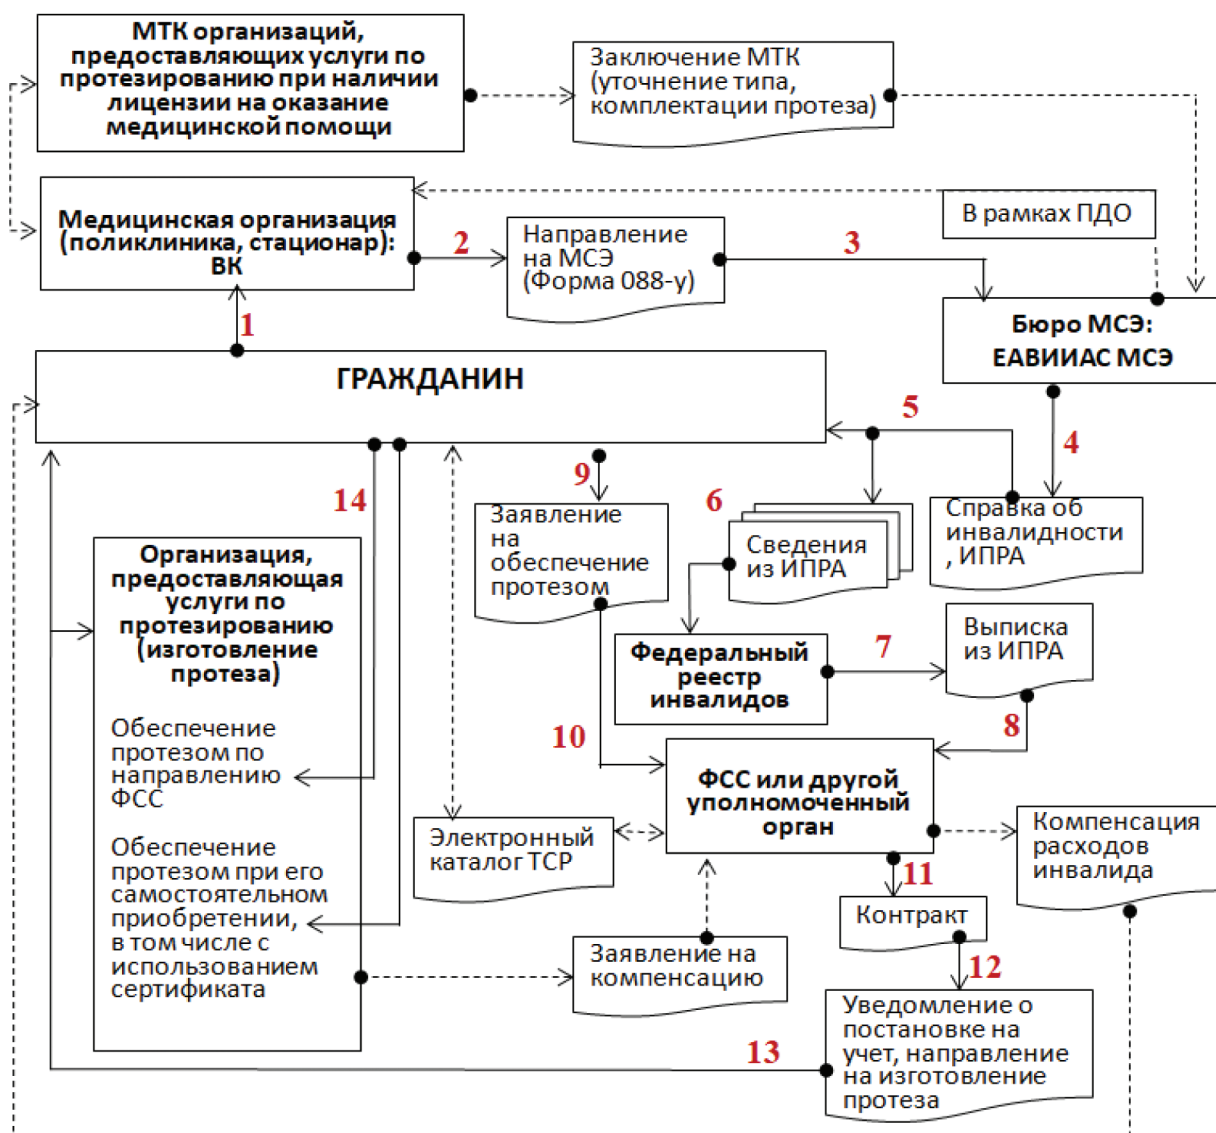 МТК организаций,
предоставляющих услуги по
протезированию при наличии
лицензии на оказание
медицинской помощи
Заключение МТК
(уточнение типа,
комплектации протеза)
Медицинская организация
(поликлиника, стационар):
ВК
2
Направление
на МСЭ
(Форма 088-у)
3
В рамках ПДО
1
Бюро МСЭ:
ЕАВИИАС МСЭ
ГРАЖДАНИН
5
4
9
14
6
Заявление
на
обеспечение
протезом
Сведения
из ИПРА
Справка об
инвалидности
, ИПРА
Организация,
предоставляющая
услуги по
протезированию
(изготовление
протеза)
Обеспечение
протезом по
направлению
ФСС
Обеспечение
протезом при его
самостоятельном
приобретении,
в том числе с
использованием
сертификата
Федеральный
реестр
инвалидов
7
Выписка
из ИПРА
8
10
ФСС или другой
уполномоченный
орган
Электронный
каталог ТСР
Компенсация
расходов
инвалида
11
Контракт
12
Заявление на
компенсацию
Уведомление о
постановке на
учет, направление
на изготовление
протеза
13